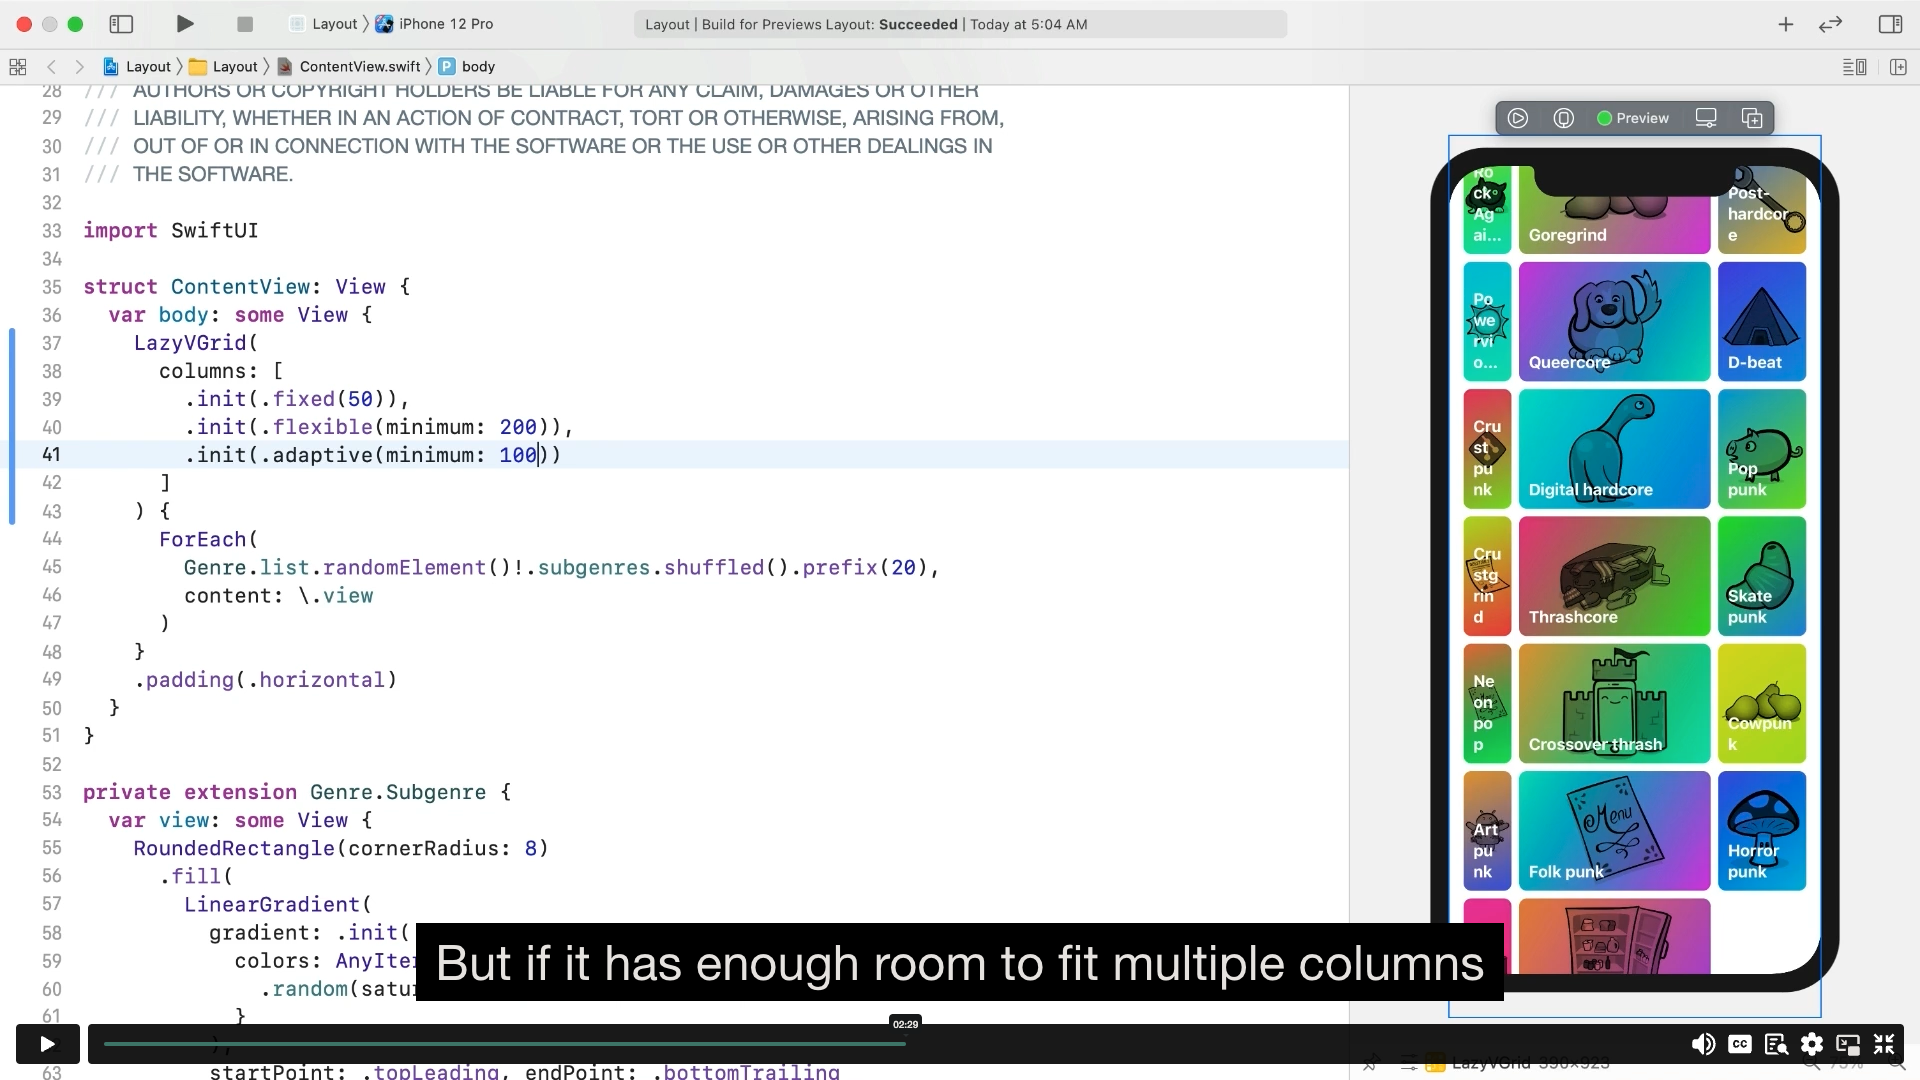 Layout 〉 iPhone 12 Pro
Layout | Build for Previews Layout: Succeeded | Today at 5:04 AM
Layout 〉 Layout 〉 ContentView.swift 〉 P body
28 /// AUTHORS OR COPYRIGHT HOLDERS BE LIABLE FOR ANY CLAIM, DAMAGES OR OTHER
29 /// LIABILITY, WHETHER IN AN ACTION OF CONTRACT, TORT OR OTHERWISE, ARISING FROM,
30 /// OUT OF OR IN CONNECTION WITH THE SOFTWARE OR THE USE OR OTHER DEALINGS IN
31 /// THE SOFTWARE.
32
33 import SwiftUI
34
35 struct ContentView: View {
36 var body: some View {
37 LazyVGrid(
38 columns: [
39 .init(.fixed(50)),
40 .init(.flexible(minimum: 200)),
41 .init(.adaptive(minimum: 100))
42 ]
43 ) {
44 ForEach(
45 Genre.list.randomElement()!.subgenres.shuffled().prefix(20),
46 content: \.view
47 )
48 }
49 .padding(.horizontal)
50 }
51 }
52
53 private extension Genre.Subgenre {
54 var view: some View {
55 RoundedRectangle(cornerRadius: 8)
56 .fill(
57 LinearGradient(
58 gradient: .init(
59 colors: AnyIte
60 .random(satu
61 }
),
63 startPoint: .topLeading, endPoint: .bottomTrailing
Preview
Ro
ck
Ag
ai...
Goregrind
Post-
hardcor
e
Po
we
rvi
o...
Queercore
D-beat
Cru
st
pu
nk
Digital hardcore
Pop
punk
Cru
stg
rin
d
Thrashcore
Skate
punk
Ne
on
po
p
Crossover thrash
Cowpun
k
Art
pu
nk
Menu
Folk punk
Horror
punk
But if it has enough room to fit multiple columns
02:29
CC
LazyVGrid 390×923
75%